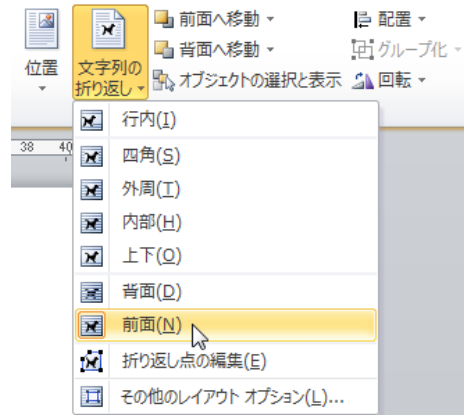 位置
文字列の
折り返し
前面へ移動
背面へ移動
オブジェクトの選択と表示
配置
グループ化
回転
38 40
行内(I)
四角(S)
外周(T)
内部(H)
上下(O)
背面(D)
前面(N)
折り返し点の編集(E)
その他のレイアウト オプション(L)...